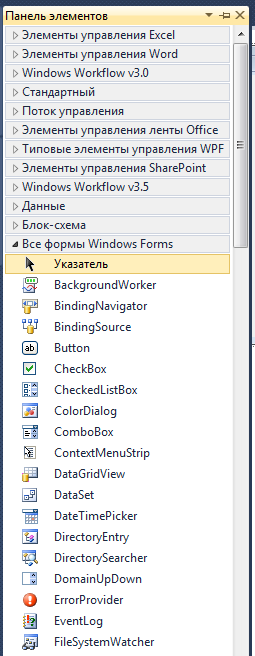 Панель элементов
Элементы управления Excel
Элементы управления Word
Windows Workflow v3.0
Стандартный
Поток управления
Элементы управления ленты Office
Типовые элементы управления WPF
Элементы управления SharePoint
Windows Workflow v3.5
Данные
Блок-схема
Все формы Windows Forms
Указатель
BackgroundWorker
BindingNavigator
BindingSource
ab Button
CheckBox
CheckedListBox
ColorDialog
ComboBox
ContextMenuStrip
DataGridView
DataSet
DateTimePicker
DirectoryEntry
DirectorySearcher
DomainUpDown
ErrorProvider
EventLog
FileSystemWatcher